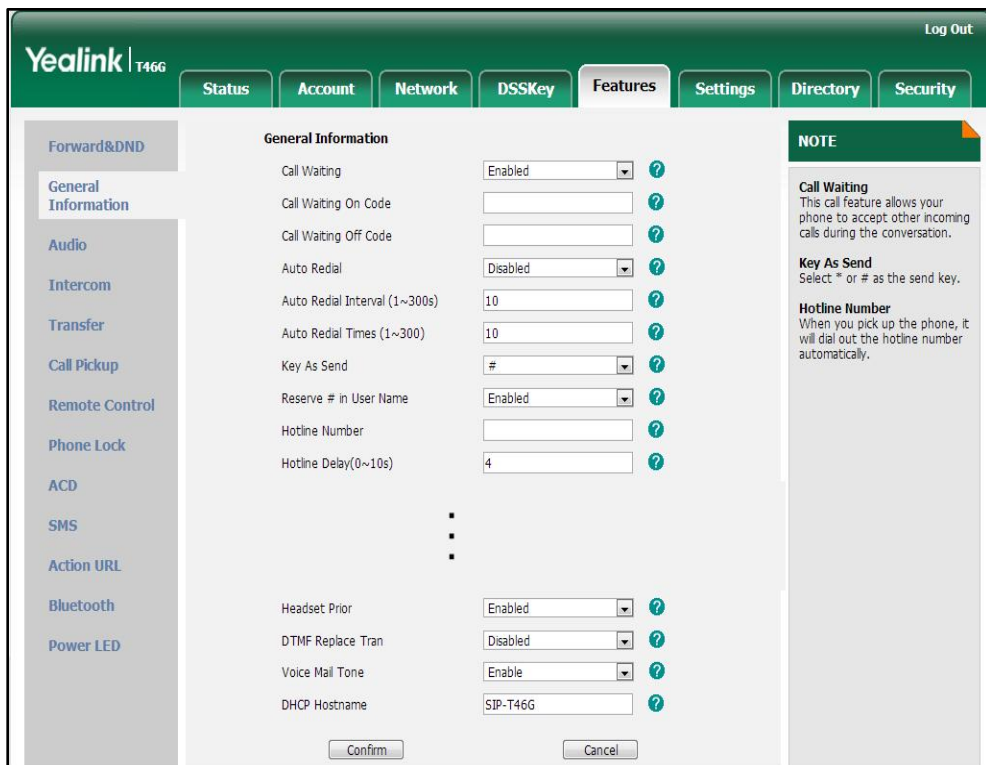 Log Out
Yealink T46G
Status Account Network DSSKey Features Settings Directory Security
Forward&DND
General
Information
Audio
Intercom
Transfer
Call Pickup
Remote Control
Phone Lock
ACD
SMS
Action URL
Bluetooth
Power LED
General Information
Call Waiting Enabled ?
Call Waiting On Code ?
Call Waiting Off Code ?
Auto Redial Disabled ?
Auto Redial Interval (1~300s) 10 ?
Auto Redial Times (1~300) 10 ?
Key As Send # ?
Reserve # in User Name Enabled ?
Hotline Number ?
Hotline Delay(0~10s) 4 ?
Headset Prior Enabled ?
DTMF Replace Tran Disabled ?
Voice Mail Tone Enable ?
DHCP Hostname SIP-T46G ?
Confirm Cancel
NOTE
Call Waiting
This call feature allows your
phone to accept other incoming
calls during the conversation.
Key As Send
Select * or # as the send key.
Hotline Number
When you pick up the phone, it
will dial out the hotline number
automatically.